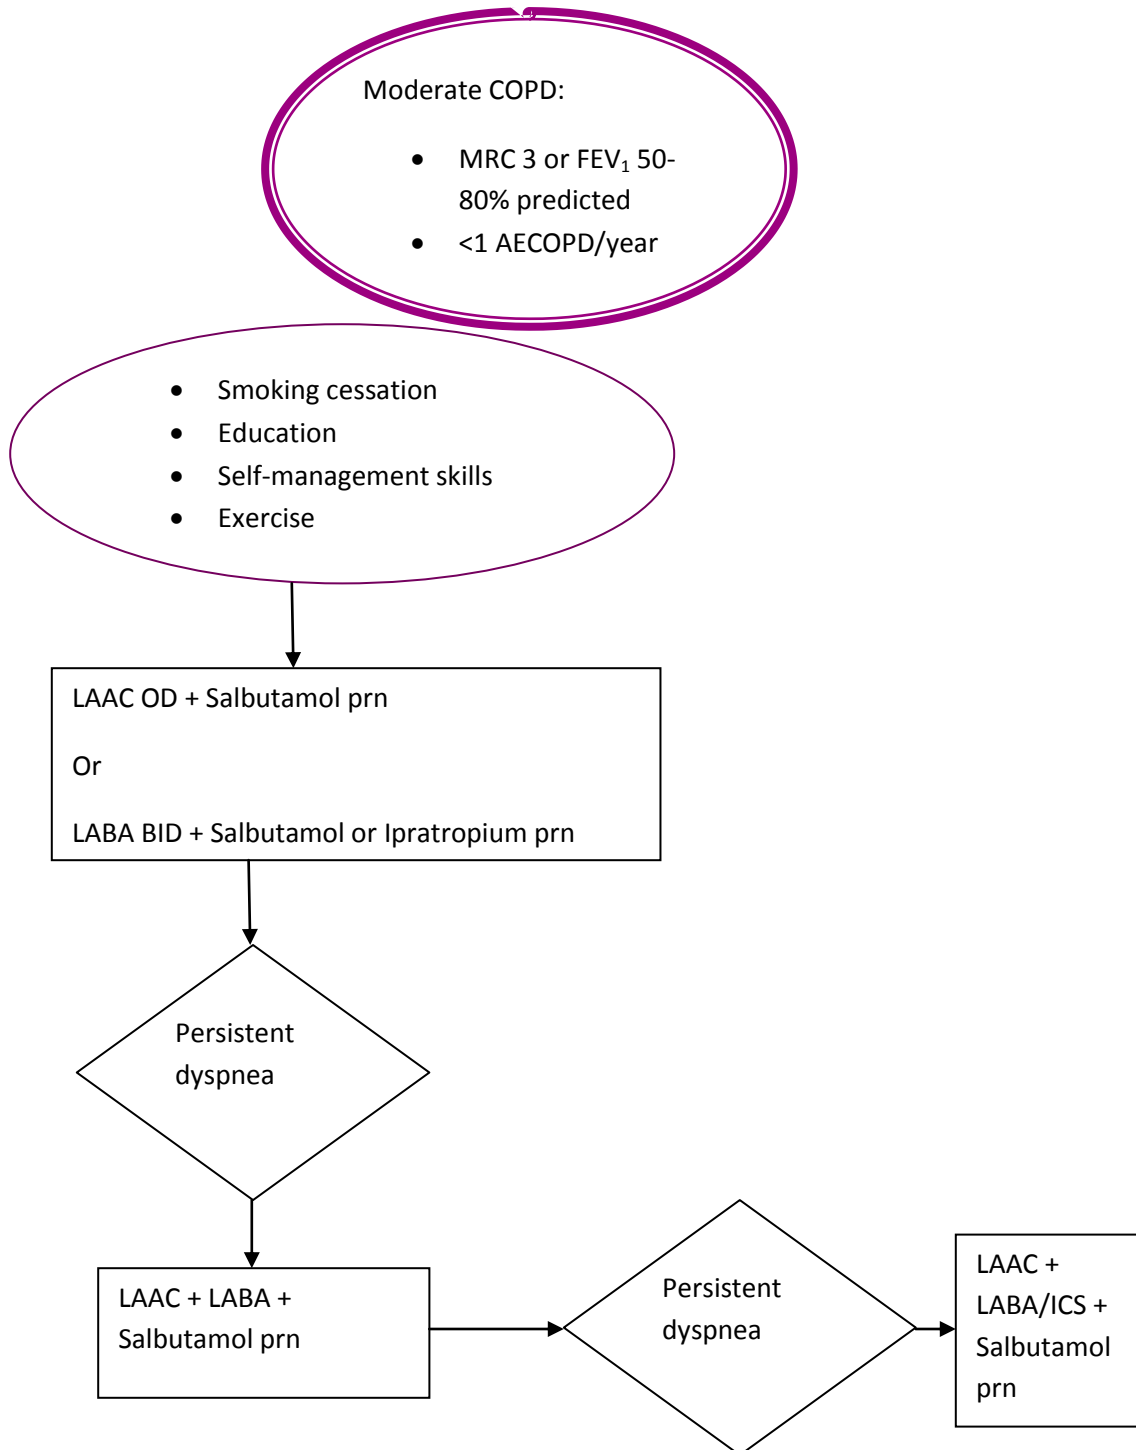 Moderate COPD:
• MRC 3 or FEV₁ 50-
80% predicted
• <1 AECOPD/year
• Smoking cessation
• Education
• Self-management skills
• Exercise
LAAC OD + Salbutamol prn
Or
LABA BID + Salbutamol or Ipratropium prn
Persistent
dyspnea
LAAC + LABA +
Salbutamol prn
Persistent
dyspnea
LAAC +
LABA/ICS +
Salbutamol
prn